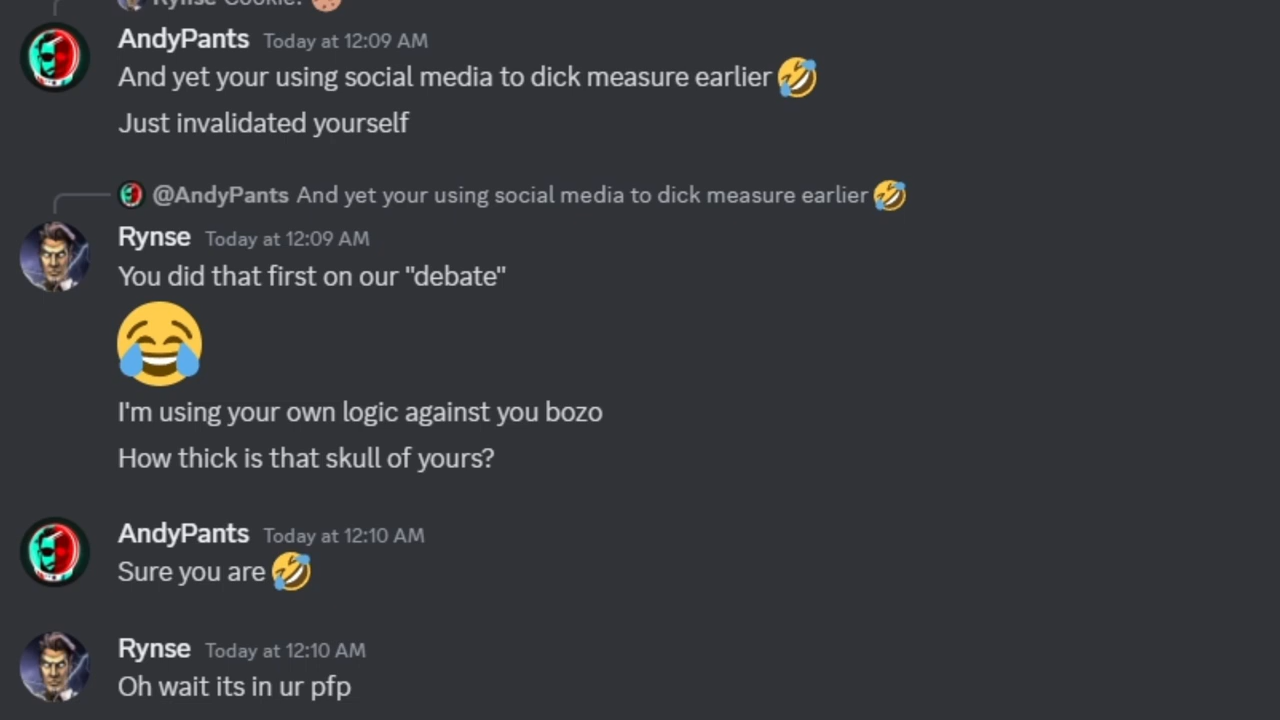 Rynse Cookie? 🍪
AndyPants Today at 12:09 AM
And yet your using social media to dick measure earlier 🤣
Just invalidated yourself
@AndyPants And yet your using social media to dick measure earlier 🤣
Rynse Today at 12:09 AM
You did that first on our "debate"
😂
I'm using your own logic against you bozo
How thick is that skull of yours?
AndyPants Today at 12:10 AM
Sure you are 🤣
Rynse Today at 12:10 AM
Oh wait its in ur pfp